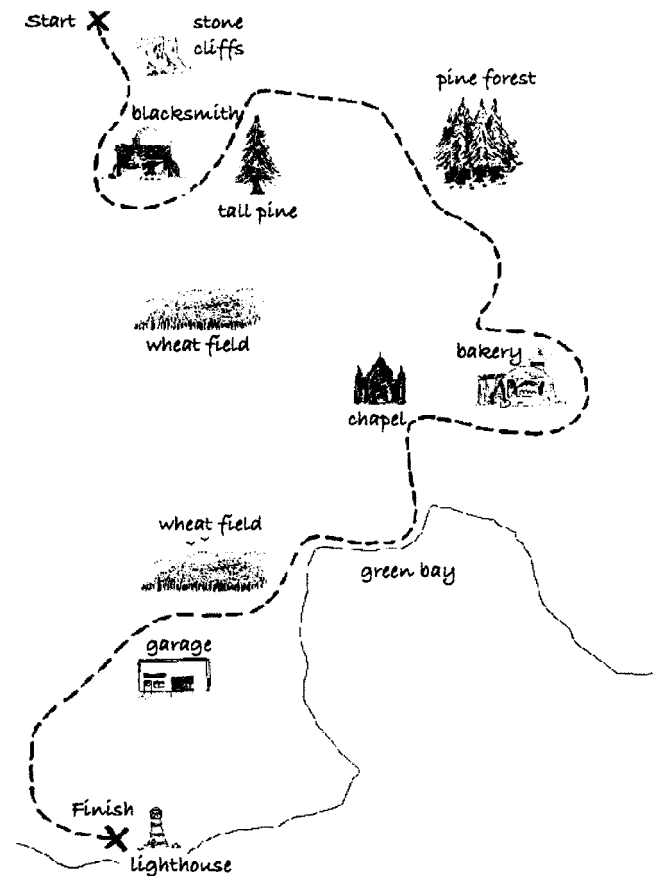 Start
stone
cliffs
pine forest
blacksmith
tall pine
wheat field
bakery
chapel
wheat field
green bay
garage
Finish
lighthouse